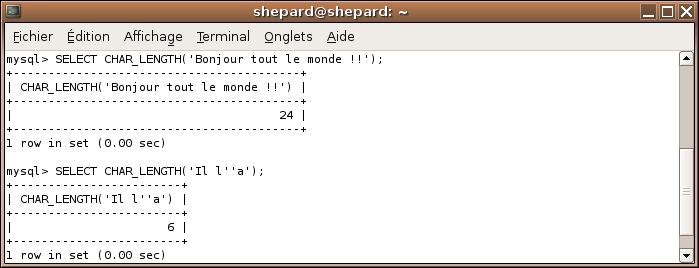 shepard@shepard: ~
Fichier Édition Affichage Terminal Onglets Aide
mysql> SELECT CHAR_LENGTH('Bonjour tout le monde !!');
+-----------------------------------------+
| CHAR_LENGTH('Bonjour tout le monde !!') |
+-----------------------------------------+
|                                      24 |
+-----------------------------------------+
1 row in set (0.00 sec)
mysql> SELECT CHAR_LENGTH('Il l''a');
+------------------------+
| CHAR_LENGTH('Il l''a') |
+------------------------+
|                      6 |
+------------------------+
1 row in set (0.00 sec)